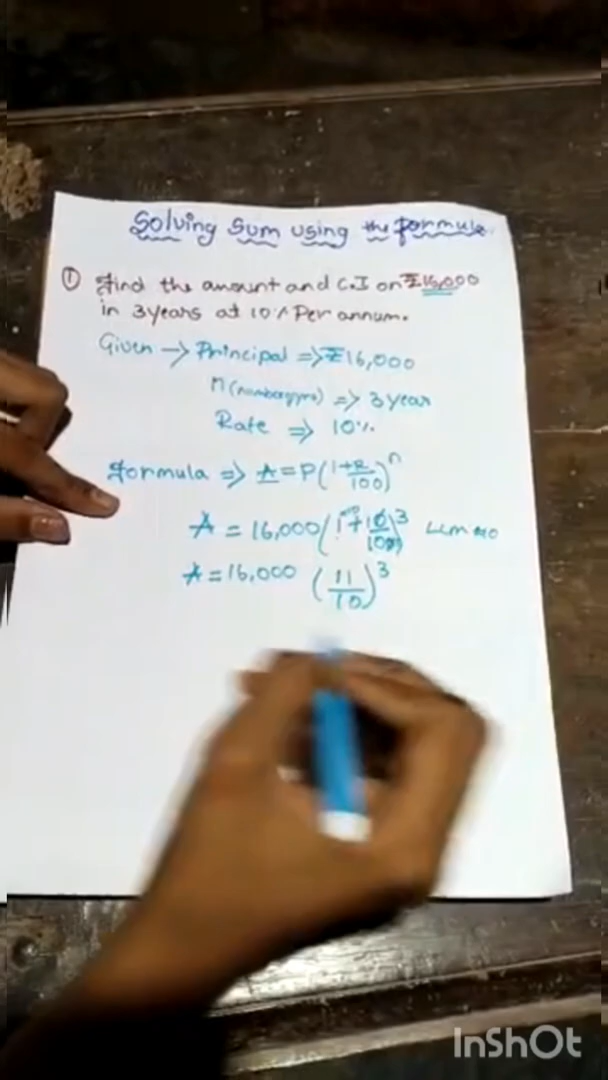 Solving Sum using the formula.
① Find the amount and C.I on ₹16,000
in 3years at 10% Per annum.
Given → Principal ⇒ ₹16,000
n ⇒ 3 year
Rate ⇒ 10%
Formula ⇒ A = P(1+R/100)ⁿ
A = 16,000(1+10/100)³
A = 16,000 (11/10)³
InShOt